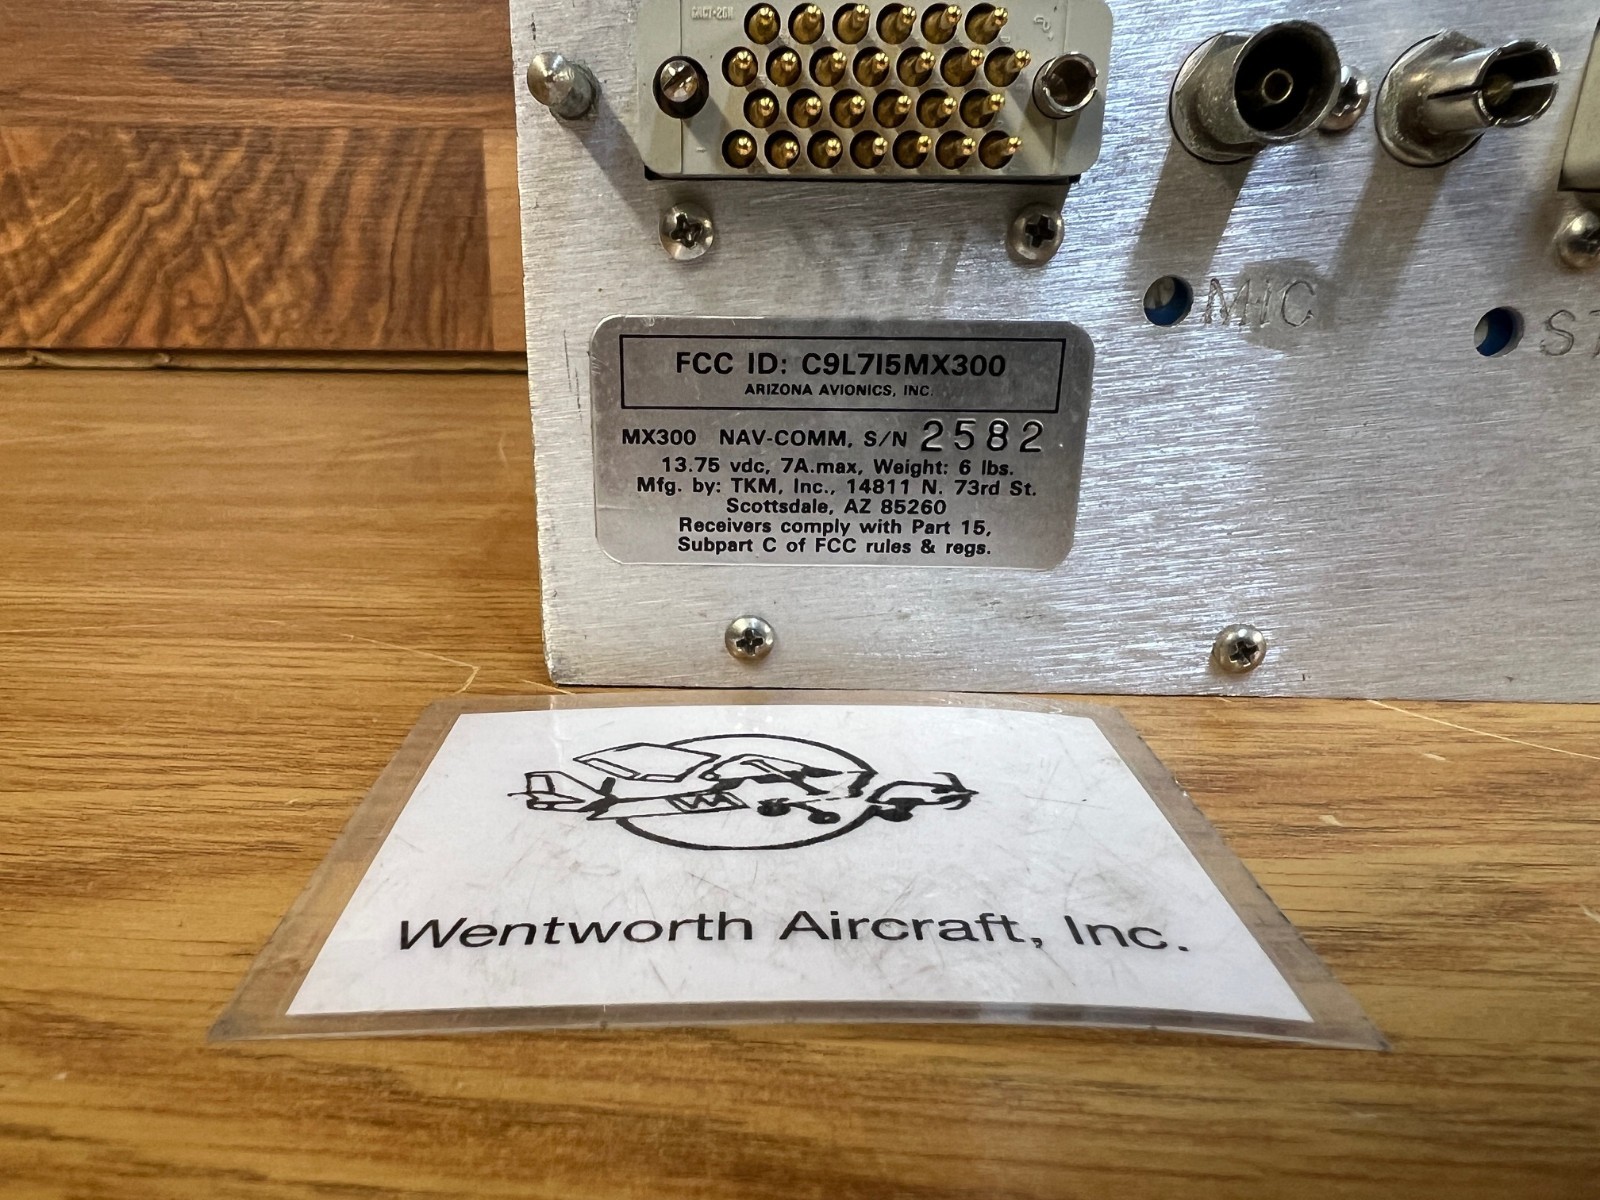 MIC
ST
FCC ID: C9L7I5MX300
ARIZONA AVIONICS, INC.
MX300 NAV-COMM, S/N 2582
13.75 vdc, 7A.max, Weight: 6 lbs.
Mfg. by: TKM, Inc., 14811 N. 73rd St.
Scottsdale, AZ 85260
Receivers comply with Part 15,
Subpart C of FCC rules & regs.
W
Wentworth Aircraft, Inc.